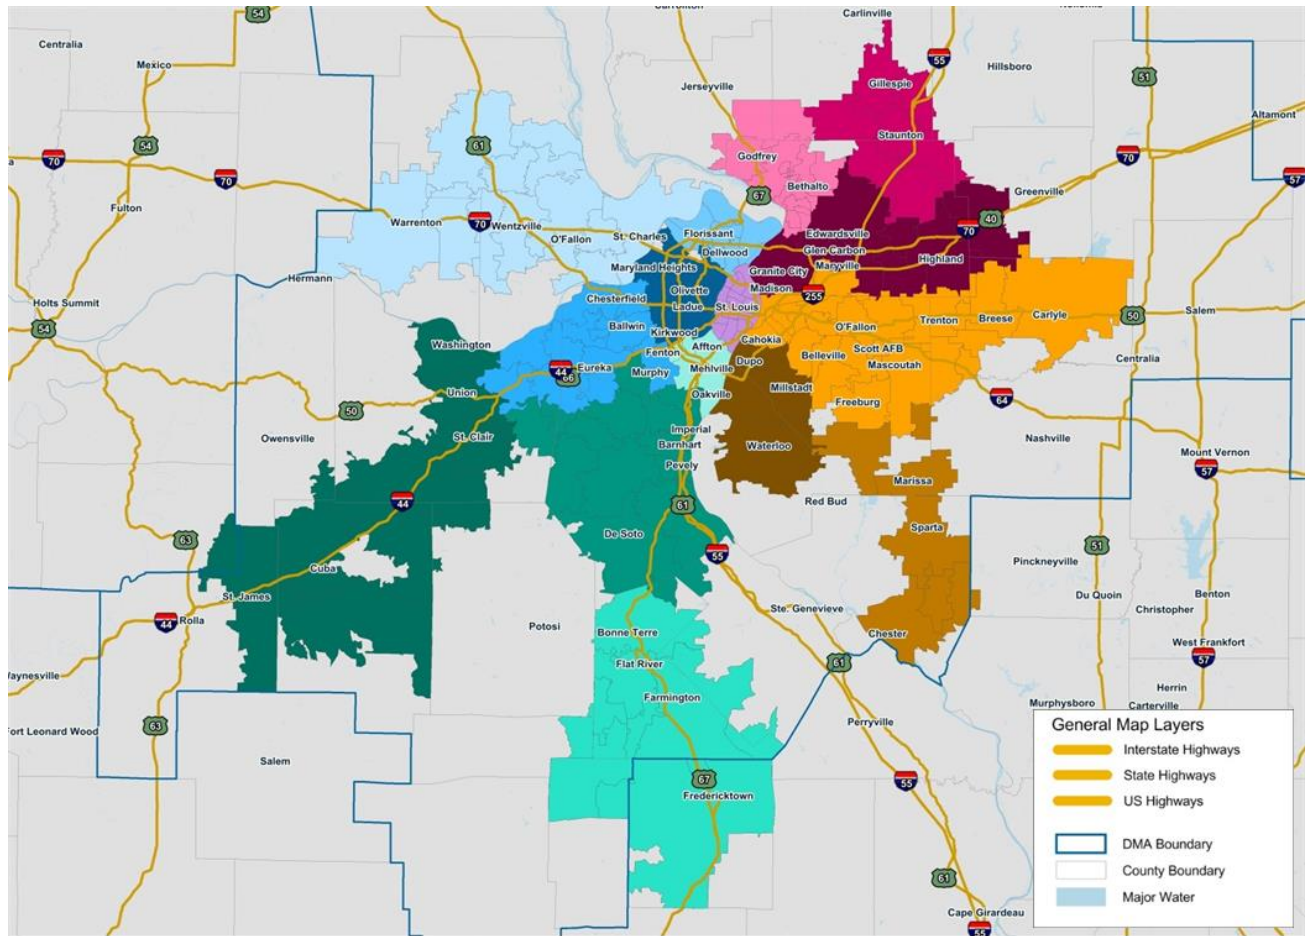 Carlinville
54
55
Centralia
Hillsboro
Mexico
51
Jerseyville
Gillespie
Altamont
Staunton
54
61
70
70
Godfrey
70
57
Bethalto
Greenville
67
Fulton
40
Warrenton
70
Wentzville
St. Charles
Florissant
Edwardsville
70
O'Fallon
Dellwood
Glen Carbon
Highland
Maryland Heights
Granite City
Maryville
Hermann
Madison
255
Olivette
Holts Summit
Chesterfield
Ladue
St. Louis
Salem
54
Ballwin
Kirkwood
O'Fallon
Trenton
Breese
Carlyle
50
Washington
Affton
Cahokia
Scott AFB
Fenton
Dupo
Belleville
Mascoutah
Centralia
44
66
Eureka
Murphy
Mehlville
Union
Oakville
Millstadt
Freeburg
64
50
Owensville
St. Clair
Imperial
Barnhart
Waterloo
Nashville
Mount Vernon
Pevely
57
44
Marissa
61
Red Bud
63
De Soto
Sparta
55
51
Cuba
Pinckneyville
St. James
Du Quoin
Benton
Ste. Genevieve
Christopher
44
Rolla
Potosi
Bonne Terre
Chester
West Frankfort
Flat River
61
57
Waynesville
Farmington
Herrin
Murphysboro
Carterville
Perryville
63
Fort Leonard Wood
Salem
67
Fredericktown
55
61
Cape Girardeau
55
General Map Layers
Interstate Highways
State Highways
US Highways
DMA Boundary
County Boundary
Major Water